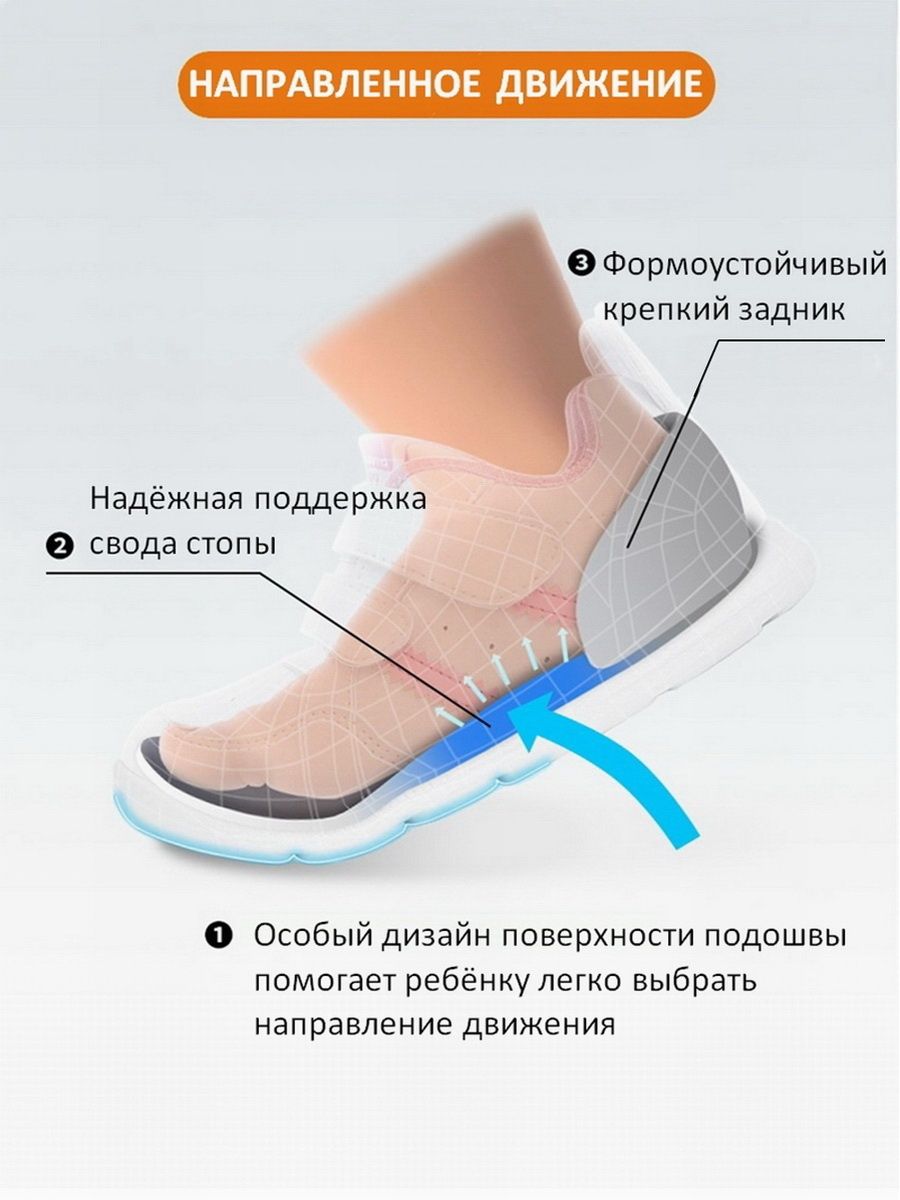 НАПРАВЛЕННОЕ ДВИЖЕНИЕ
3 Формоустойчивый
крепкий задник
Надёжная поддержка
2 свода стопы
1 Особый дизайн поверхности подошвы
помогает ребёнку легко выбрать
направление движения